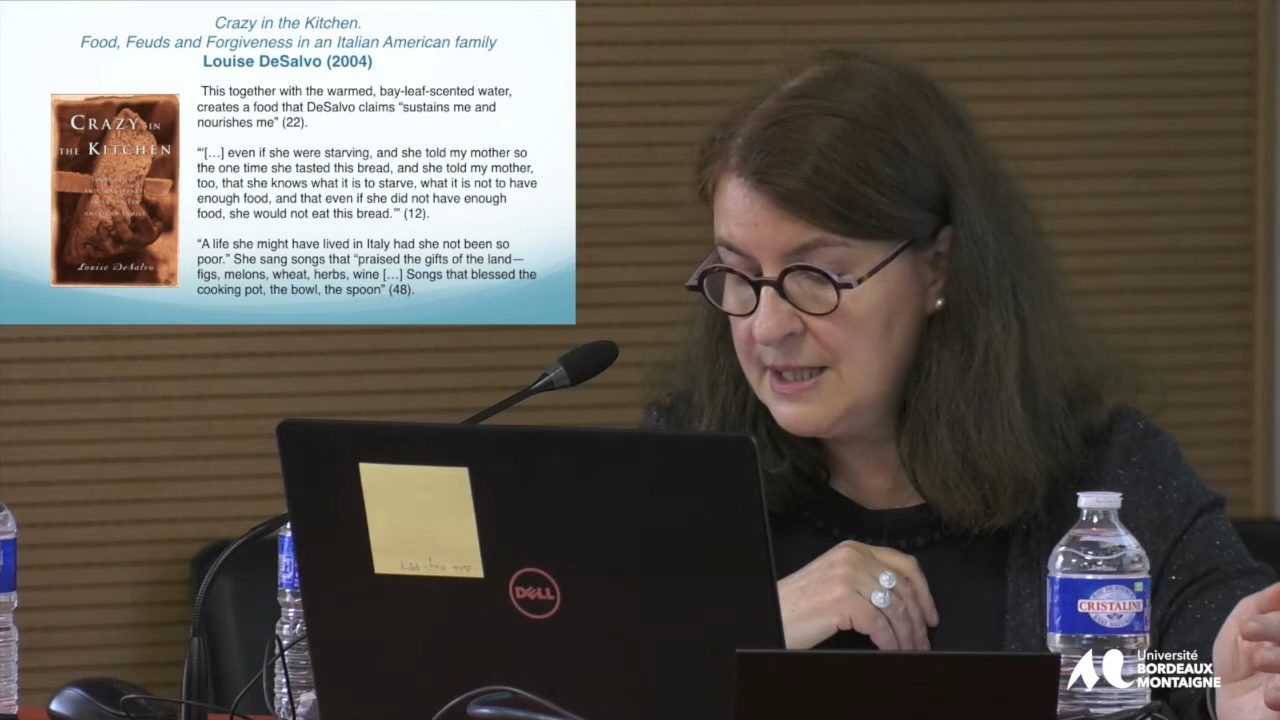 Crazy in the Kitchen.
Food, Feuds and Forgiveness in an Italian American family
Louise DeSalvo (2004)
This together with the warmed, bay-leaf-scented water,
creates a food that DeSalvo claims “sustains me and
nourishes me” (22).
“‘[…] even if she were starving, and she told my mother so
the one time she tasted this bread, and she told my mother,
too, that she knows what it is to starve, what it is not to have
enough food, and that even if she did not have enough
food, she would not eat this bread.’” (12).
“A life she might have lived in Italy had she not been so
poor.” She sang songs that “praised the gifts of the land—
figs, melons, wheat, herbs, wine […] Songs that blessed the
cooking pot, the bowl, the spoon” (48).
CRAZY IN
THE KITCHEN
Louise DeSalvo
DELL
CRISTALINE
Université
BORDEAUX
MONTAIGNE